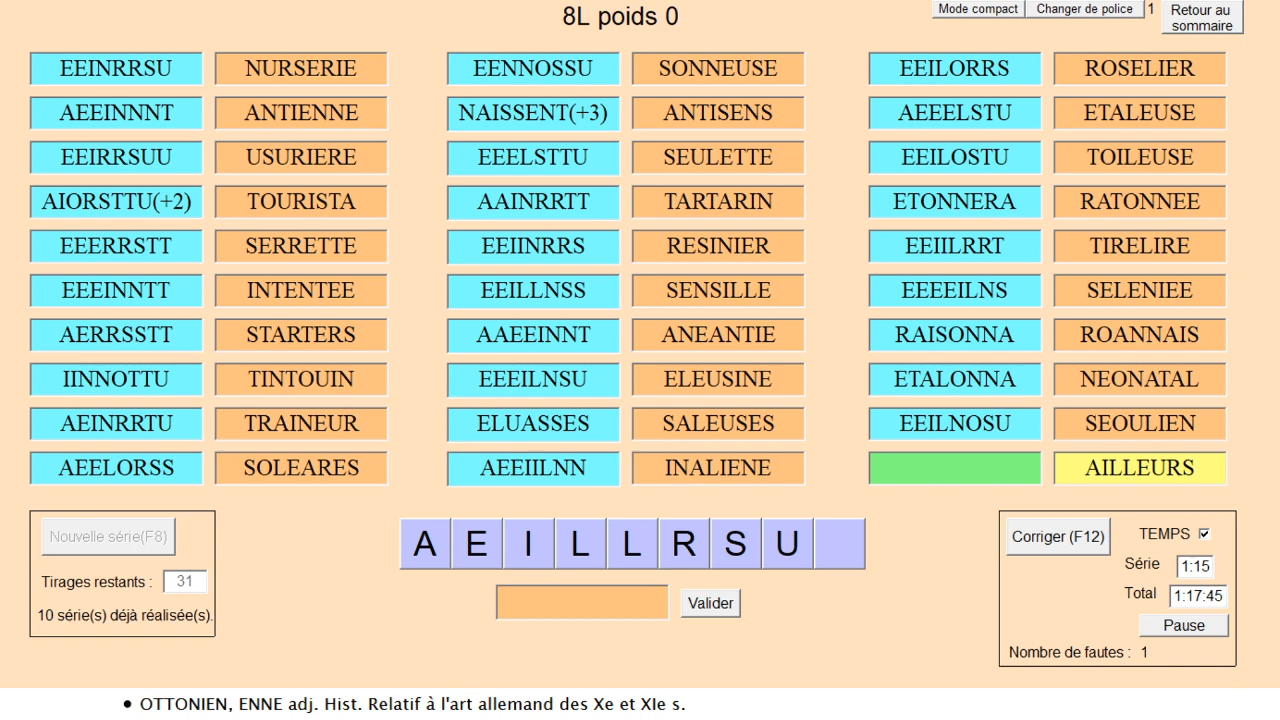 8L poids 0
Mode compact Changer de police 1 Retour au sommaire
EEINRRSU NURSERIE EENNOSSU SONNEUSE EEILORRS ROSELIER
AEEINNNT ANTIENNE NAISSENT(+3) ANTISENS AEEELSTU ETALEUSE
EEIRRSUU USURIERE EEELSTTU SEULETTE EEILOSTU TOILEUSE
AIORSTTU(+2) TOURISTA AAINRRTT TARTARIN ETONNERA RATONNEE
EEERRSTT SERRETTE EEIINRRS RESINIER EEIILRRT TIRELIRE
EEEINNTT INTENTEE EEILLNSS SENSILLE EEEEILNS SELENIEE
AERRSSTT STARTERS AAEEINNT ANEANTIE RAISONNA ROANNAIS
IINNOTTU TINTOUIN EEEILNSU ELEUSINE ETALONNA NEONATAL
AEINRRTU TRAINEUR ELUASSES SALEUSES EEILNOSU SEOULIEN
AEELORSS SOLEARES AEEIILNN INALIENE AILLEURS
Nouvelle série(F8)
Tirages restants : 31
10 série(s) déjà réalisée(s).
A E I L L R S U
Valider
Corriger (F12) TEMPS
Série 1:15
Total 1:17:45
Pause
Nombre de fautes : 1
• OTTONIEN, ENNE adj. Hist. Relatif à l'art allemand des Xe et XIe s.